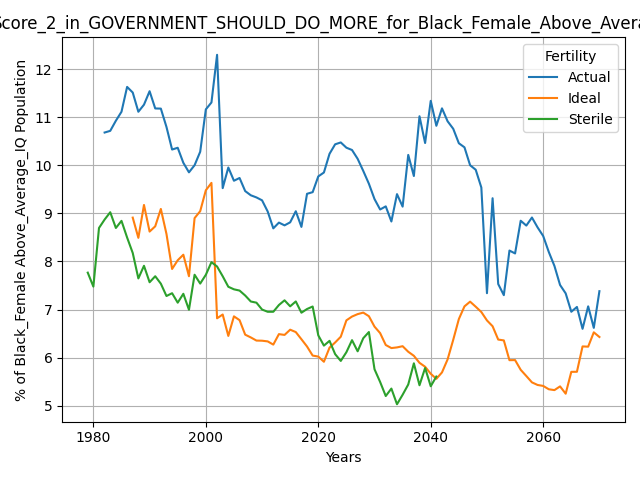 Score_2_in_GOVERNMENT_SHOULD_DO_MORE_for_Black_Female_Above_Avera
Fertility
Actual
Ideal
Sterile
% of Black_Female Above_Average_IQ Population
12
11
10
9
8
7
6
5
1980 2000 2020 2040 2060
Years